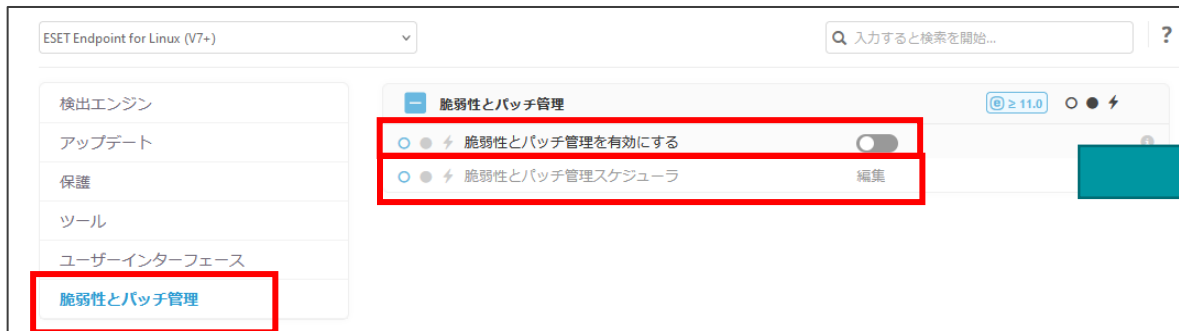 ESET Endpoint for Linux (V7+)
入力すると検索を開始...
?
検出エンジン
アップデート
保護
ツール
ユーザーインターフェース
脆弱性とパッチ管理
脆弱性とパッチ管理
≥ 11.0
脆弱性とパッチ管理を有効にする
脆弱性とパッチ管理スケジューラ
編集